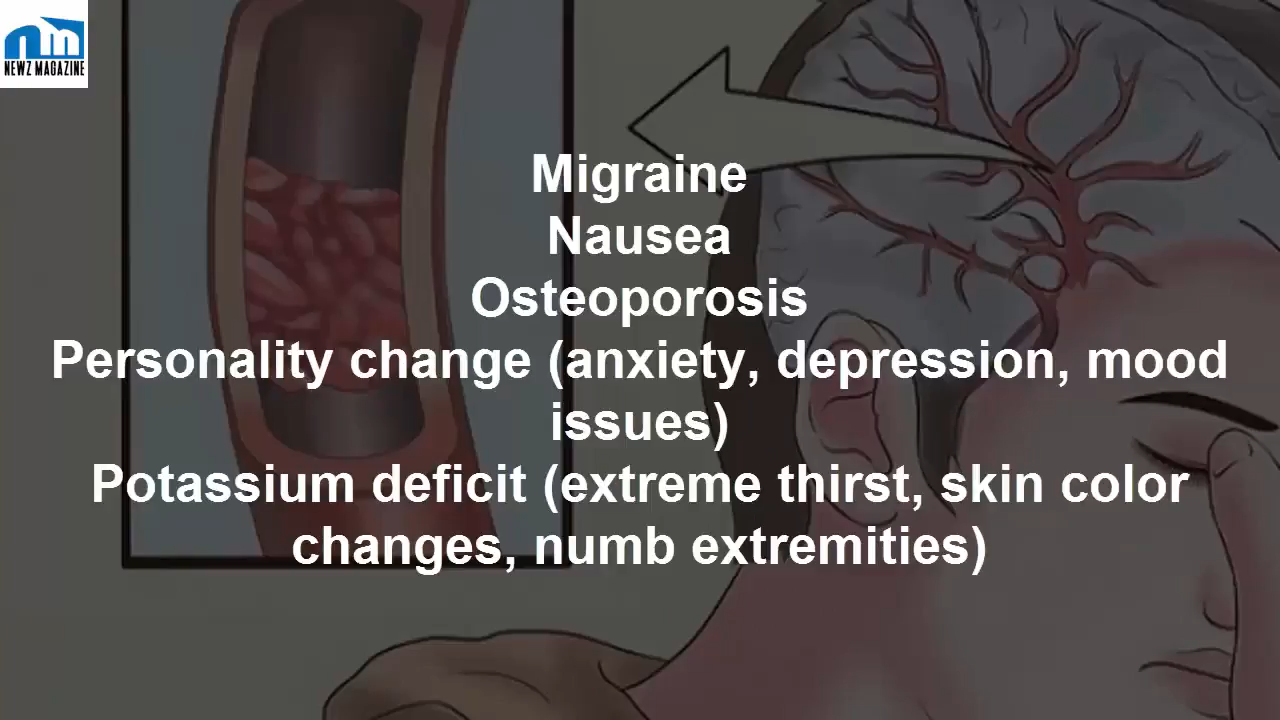 nm
NEWZ MAGAZINE
Migraine
Nausea
Osteoporosis
Personality change (anxiety, depression, mood
issues)
Potassium deficit (extreme thirst, skin color
changes, numb extremities)